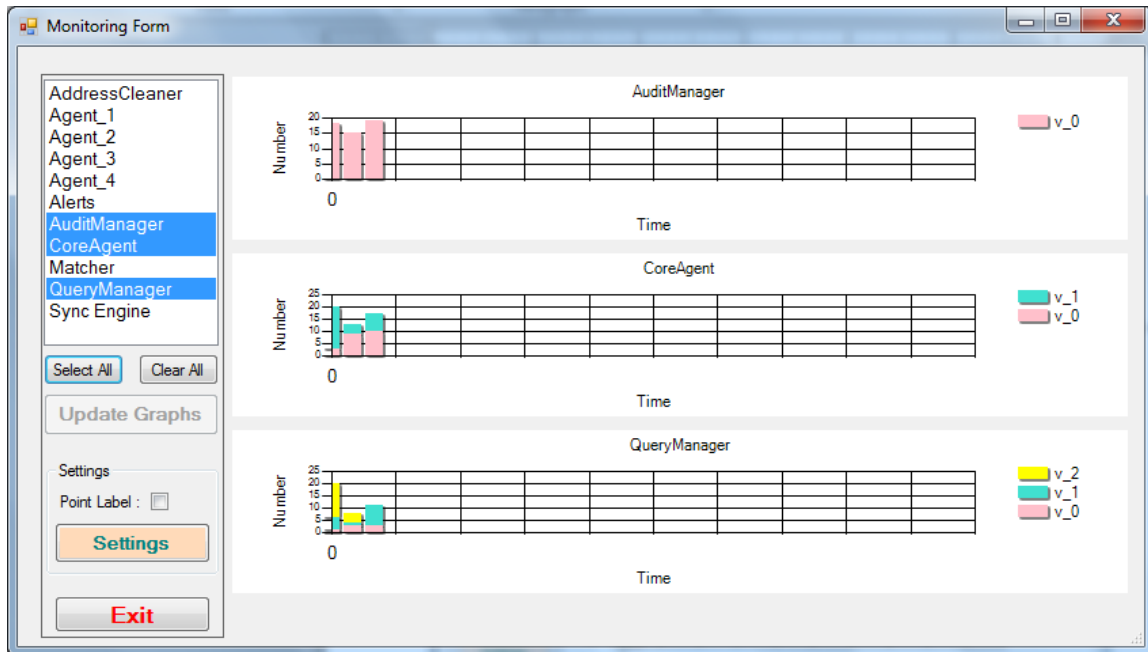 Monitoring Form
AddressCleaner
Agent_1
Agent_2
Agent_3
Agent_4
Alerts
AuditManager
CoreAgent
Matcher
QueryManager
Sync Engine
Select All
Clear All
Update Graphs
Settings
Point Label :
Settings
Exit
AuditManager
Number
20
15
10
5
0
0
Time
v_0
CoreAgent
Number
25
20
15
10
5
0
0
Time
v_1
v_0
QueryManager
Number
25
20
15
10
5
0
0
Time
v_2
v_1
v_0